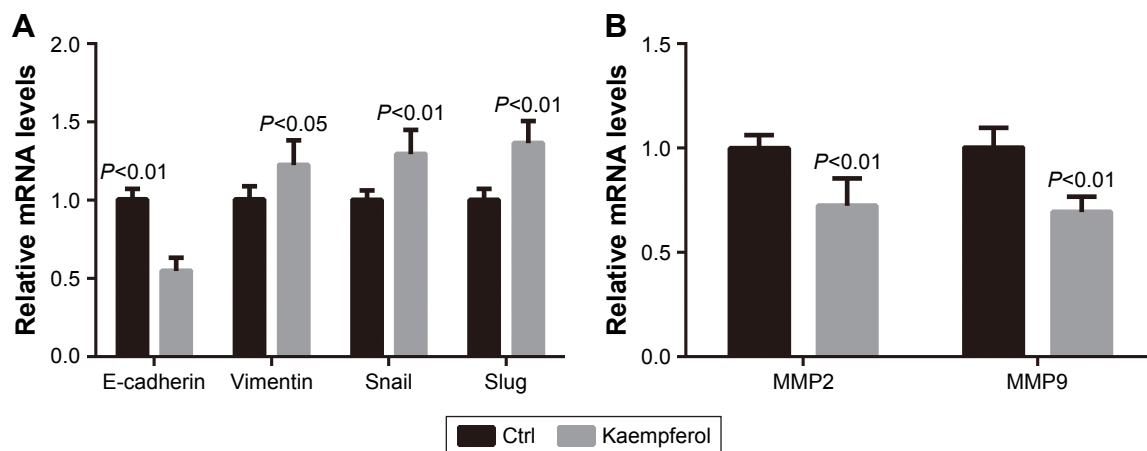 A
Relative mRNA levels
2.0
1.5
1.0
0.5
0.0
P<0.01
P<0.05
P<0.01
P<0.01
E-cadherin Vimentin Snail Slug
B
Relative mRNA levels
1.5
1.0
0.5
0.0
P<0.01
P<0.01
MMP2 MMP9
Ctrl Kaempferol